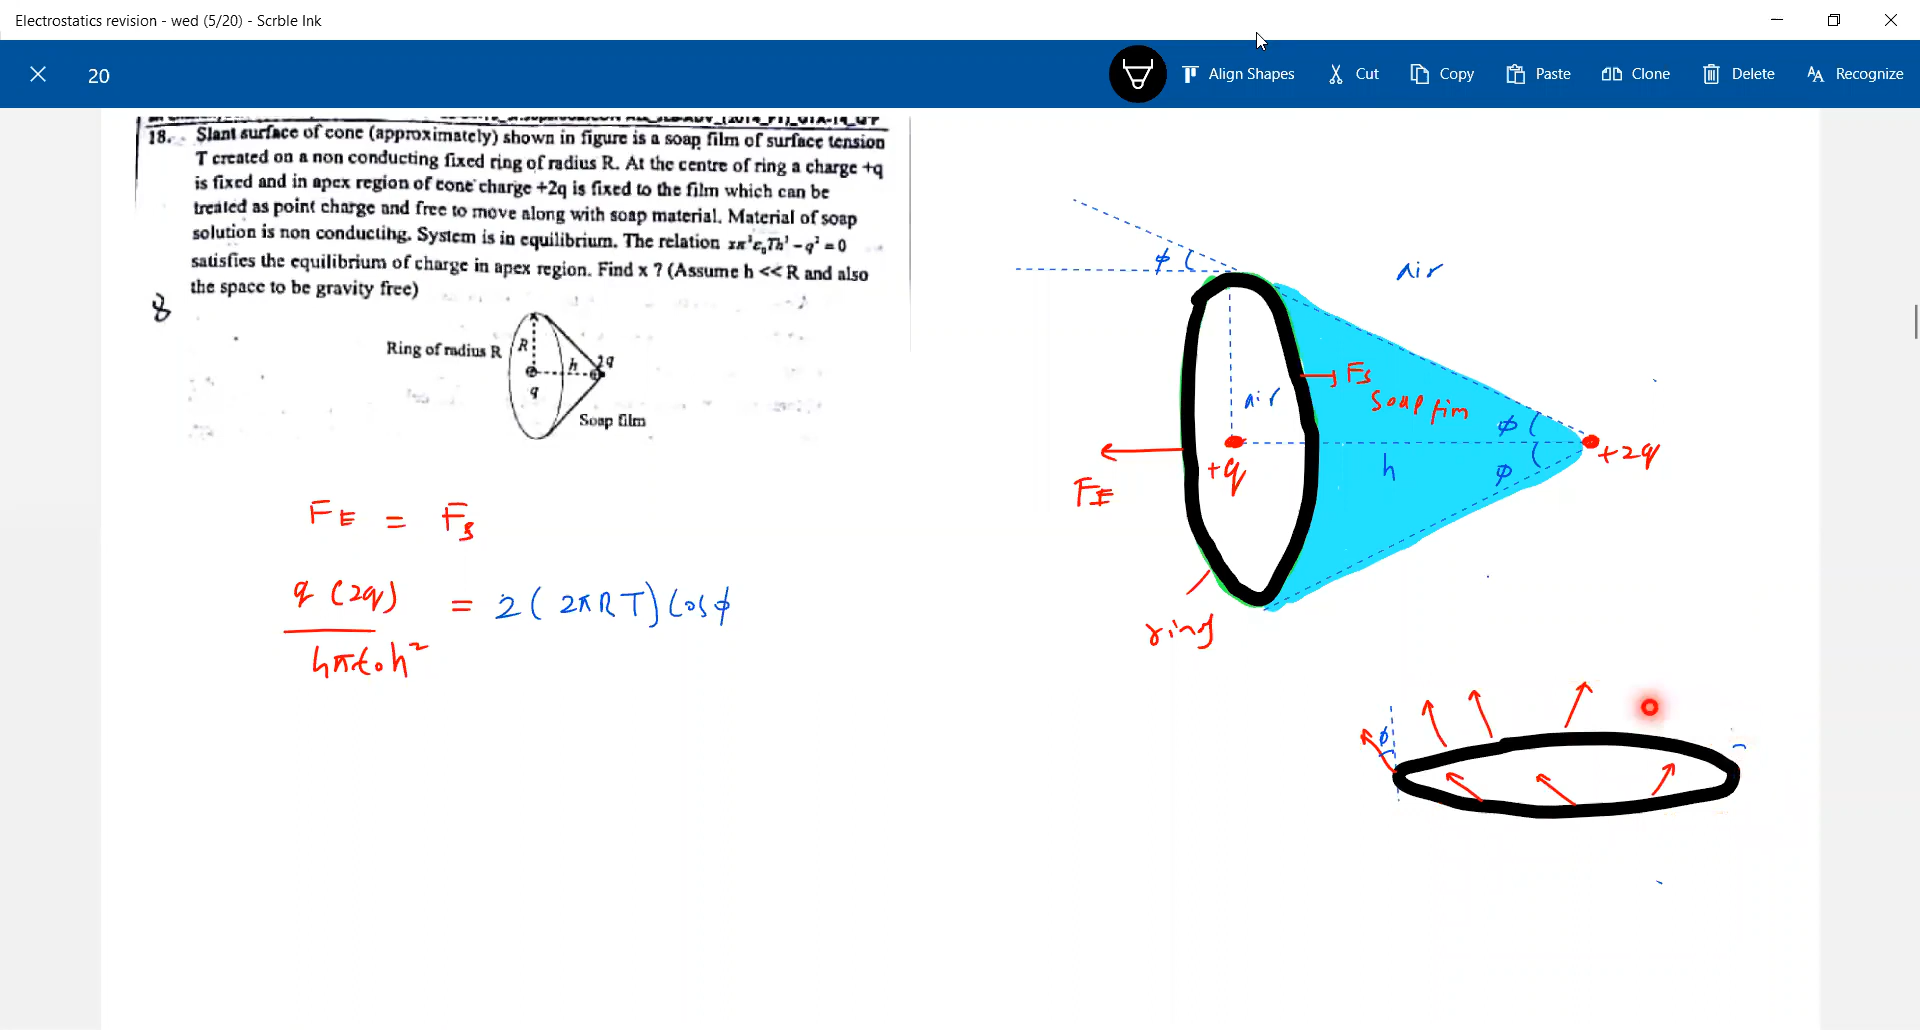 Electrostatics revision - wed (5/20) - Scrble Ink
20
Align Shapes
Cut
Copy
Paste
Clone
Delete
Recognize
18. Slant surface of cone (approximately) shown in figure is a soap film of surface tension
T created on a non conducting fixed ring of radius R. At the centre of ring a charge +q
is fixed and in apex region of cone charge +2q is fixed to the film which can be
treated as point charge and free to move along with soap material. Material of soap
solution is non conducting. System is in equilibrium. The relation xπ²ε₀Th³ – q² = 0
satisfies the equilibrium of charge in apex region. Find x ? (Assume h << R and also
the space to be gravity free)
8
Ring of radius R
R
h
2q
q
Soap film
ϕ
air
air
Fs
soap fim
ϕ
+q
h
ϕ
+2q
FE
ring
FE = Fs
q (2q)
= 2 ( 2πRT) Cosϕ
4πϵ₀h²
ϕ